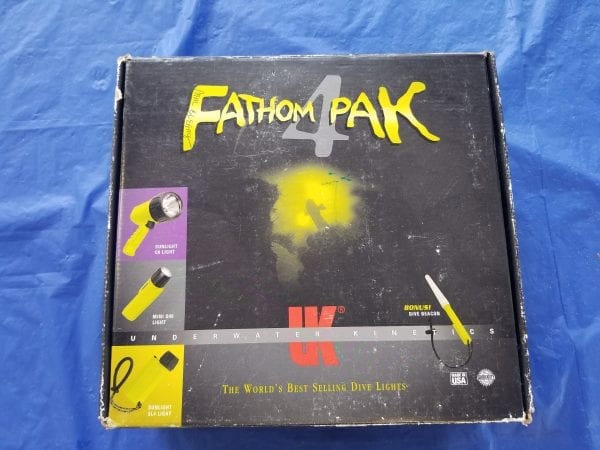 FATHOM 4 PAK
SUNLIGHT
C8 LIGHT
MINI Q40
LIGHT
BONUS!
DIVE BEACON
UK®
UNDERWATER KINETICS
SUNLIGHT
SL4 LIGHT
THE WORLD'S BEST SELLING DIVE LIGHTS
MADE IN
USA